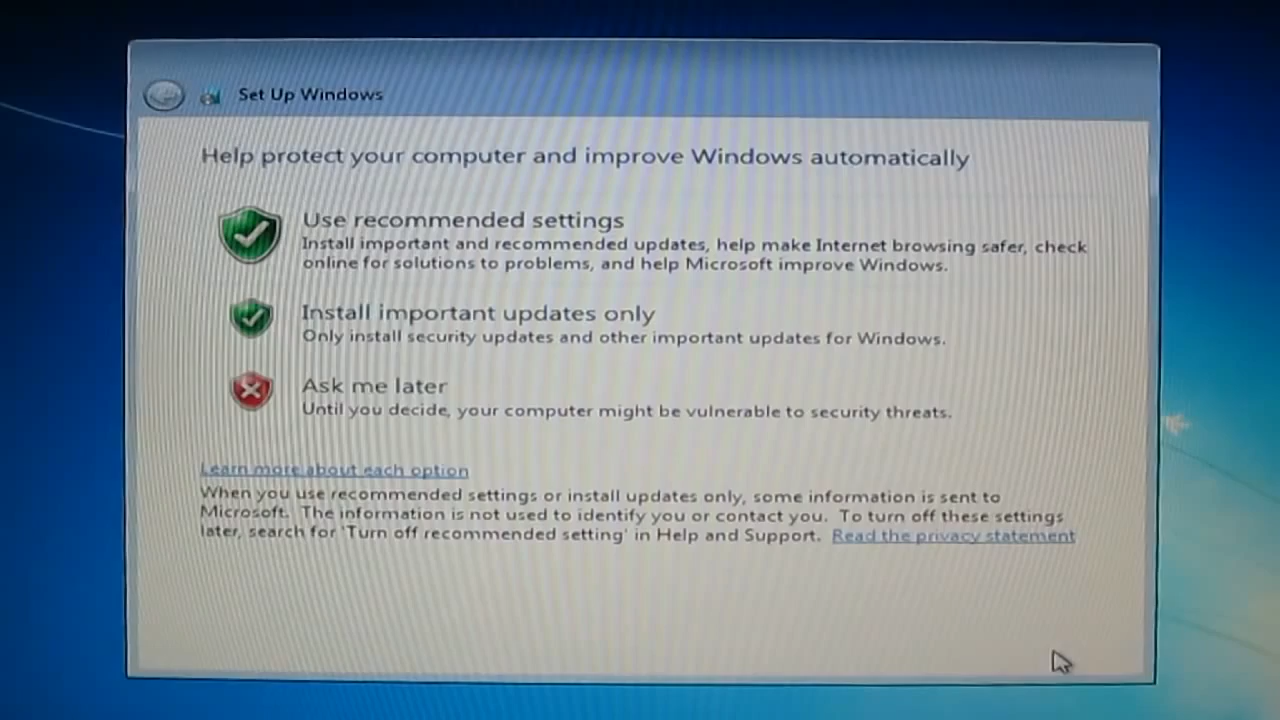 Set Up Windows
Help protect your computer and improve Windows automatically
Use recommended settings
Install important and recommended updates, help make Internet browsing safer, check
online for solutions to problems, and help Microsoft improve Windows.
Install important updates only
Only install security updates and other important updates for Windows.
Ask me later
Until you decide, your computer might be vulnerable to security threats.
Learn more about each option
When you use recommended settings or install updates only, some information is sent to
Microsoft. The information is not used to identify you or contact you. To turn off these settings
later, search for 'Turn off recommended setting' in Help and Support. Read the privacy statement